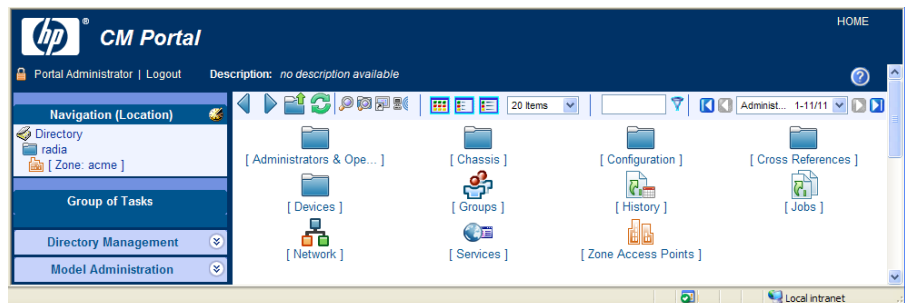 HOME
hp
® CM Portal
Portal Administrator | Logout Description: no description available
?
Navigation (Location)
20 Items
Administ... 1-11/11
Directory
radia
[ Zone: acme ]
Group of Tasks
Directory Management
Model Administration
[ Administrators & Ope... ] [ Chassis ] [ Configuration ] [ Cross References ]
[ Devices ] [ Groups ] [ History ] [ Jobs ]
[ Network ] [ Services ] [ Zone Access Points ]
Local intranet